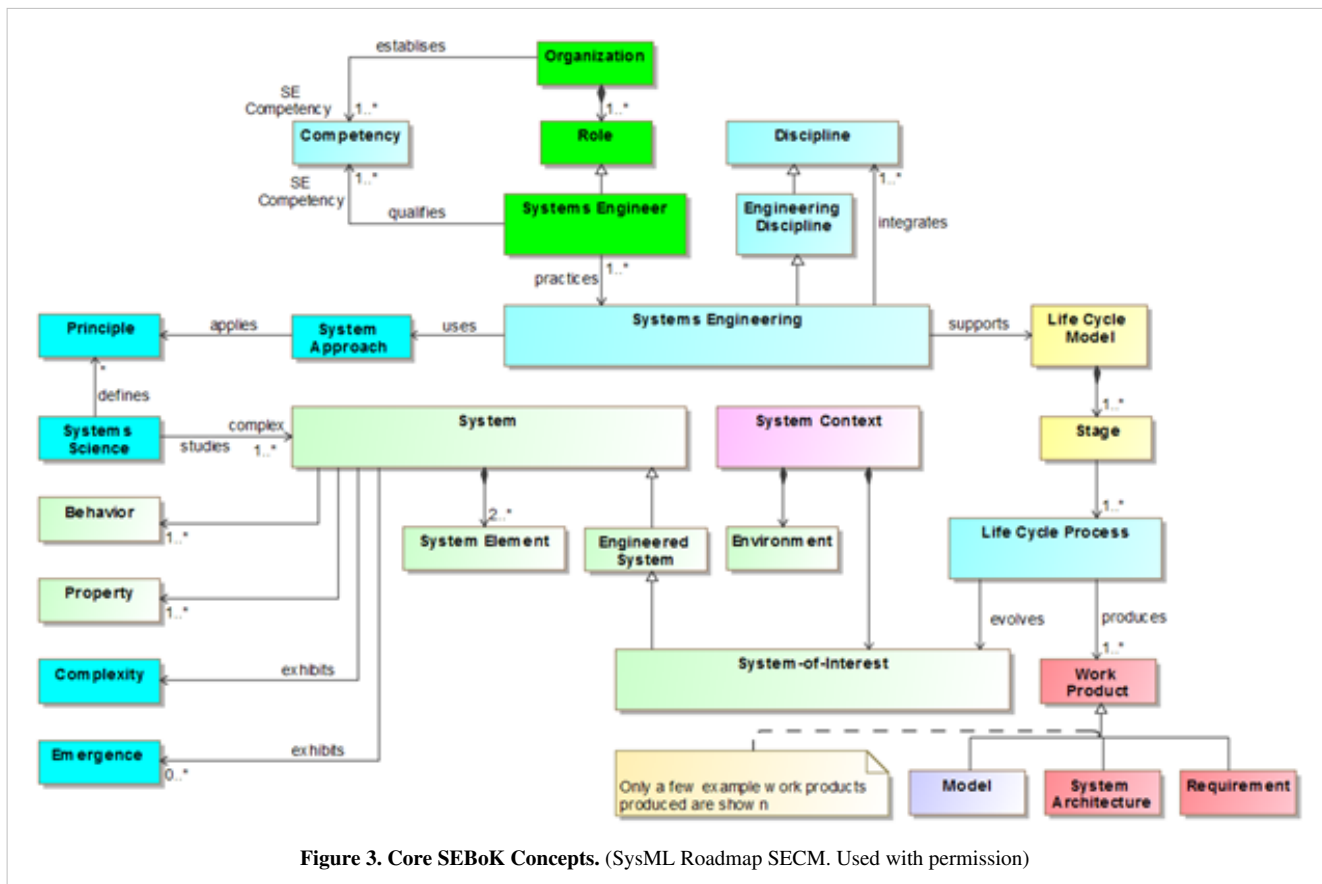 establises
Organization
SE
Competency
1..*
1..*
Competency
Role
Discipline
1..*
1..*
SE
Competency
qualifies
Systems Engineer
Engineering
Discipline
integrates
practices
1..*
Principle
applies
System
Approach
uses
Systems Engineering
supports
Life Cycle
Model
*
defines
1..*
Systems
Science
studies
complex
1..*
System
System Context
Stage
Behavior
1..*
2..*
System Element
Engineered
System
Environment
1..*
Life Cycle Process
Property
1..*
evolves
produces
1..*
Complexity
exhibits
System-of-Interest
Work
Product
Emergence
exhibits
0..*
Only a few example work products
produced are shown
Model
System
Architecture
Requirement
Figure 3. Core SEBoK Concepts. (SysML Roadmap SECM. Used with permission)